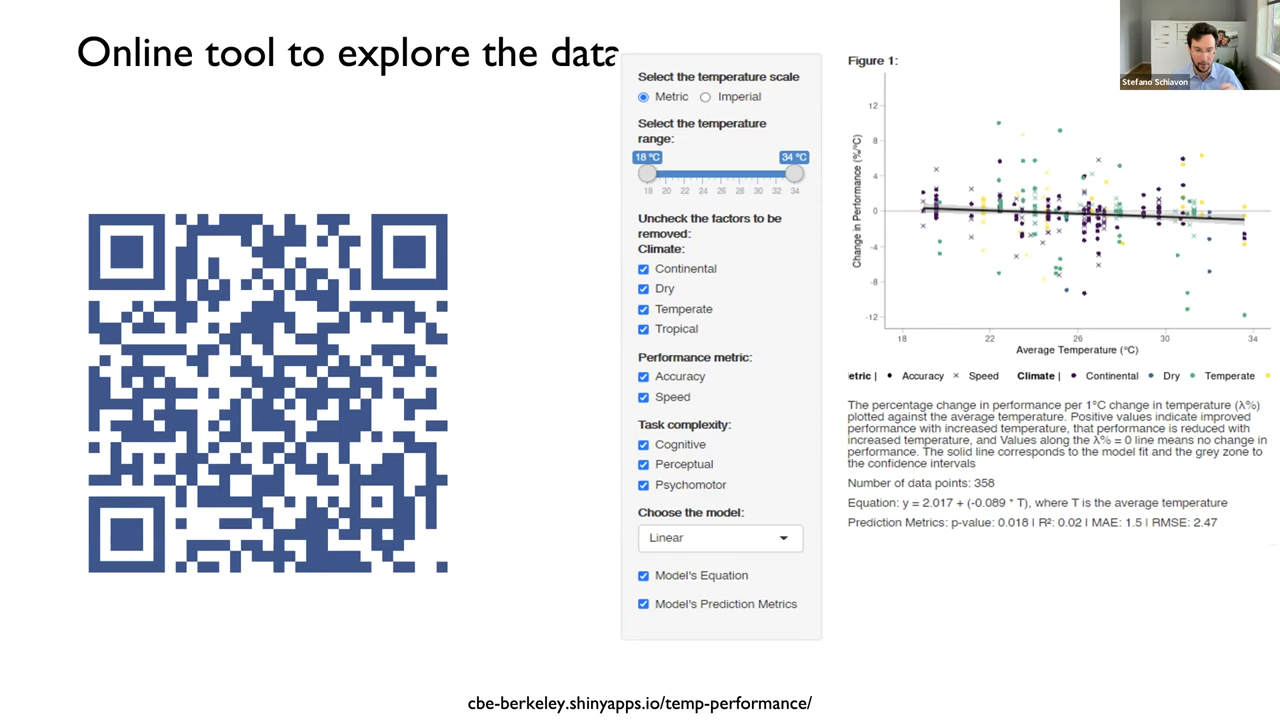 Online tool to explore the data
Stefano Schiavon
Select the temperature scale
Metric
Imperial
Select the temperature
range:
18 °C
34 °C
18 20 22 24 26 28 30 32 34
Uncheck the factors to be
removed:
Climate:
Continental
Dry
Temperate
Tropical
Performance metric:
Accuracy
Speed
Task complexity:
Cognitive
Perceptual
Psychomotor
Choose the model:
Linear
Model's Equation
Model's Prediction Metrics
Figure 1:
Change in Performance (%/°C)
12
8
4
0
-4
-8
-12
18 22 26 30 34
Average Temperature (°C)
etric | Accuracy × Speed Climate | Continental Dry Temperate
The percentage change in performance per 1°C change in temperature (λ%)
plotted against the average temperature. Positive values indicate improved
performance with increased temperature, that performance is reduced with
increased temperature, and Values along the λ% = 0 line means no change in
performance. The solid line corresponds to the model fit and the grey zone to
the confidence intervals
Number of data points: 358
Equation: y = 2.017 + (-0.089 * T), where T is the average temperature
Prediction Metrics: p-value: 0.018 | R²: 0.02 | MAE: 1.5 | RMSE: 2.47
cbe-berkeley.shinyapps.io/temp-performance/